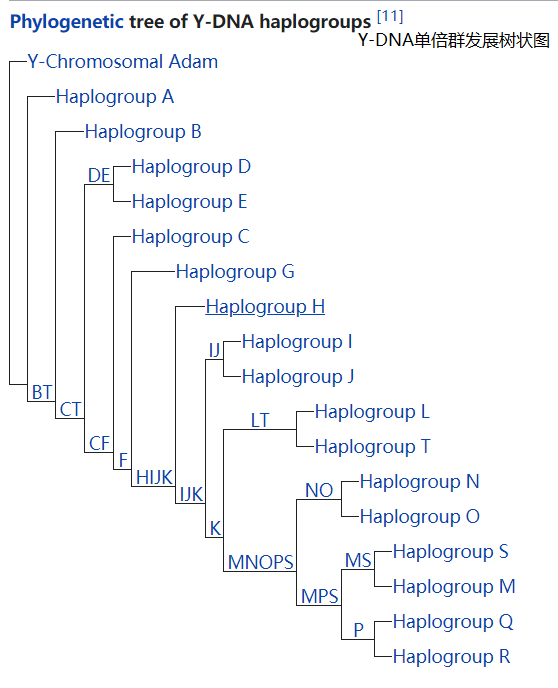 Phylogenetic tree of Y-DNA haplogroups [11]
Y-DNA单倍群发展树状图
Y-Chromosomal Adam
Haplogroup A
Haplogroup B
DE
Haplogroup D
Haplogroup E
Haplogroup C
Haplogroup G
Haplogroup H
IJ
Haplogroup I
Haplogroup J
BT
CT
LT
Haplogroup L
Haplogroup T
CF
F
HIJK
IJK
K
NO
Haplogroup N
Haplogroup O
MNOPS
MS
Haplogroup S
Haplogroup M
MPS
P
Haplogroup Q
Haplogroup R